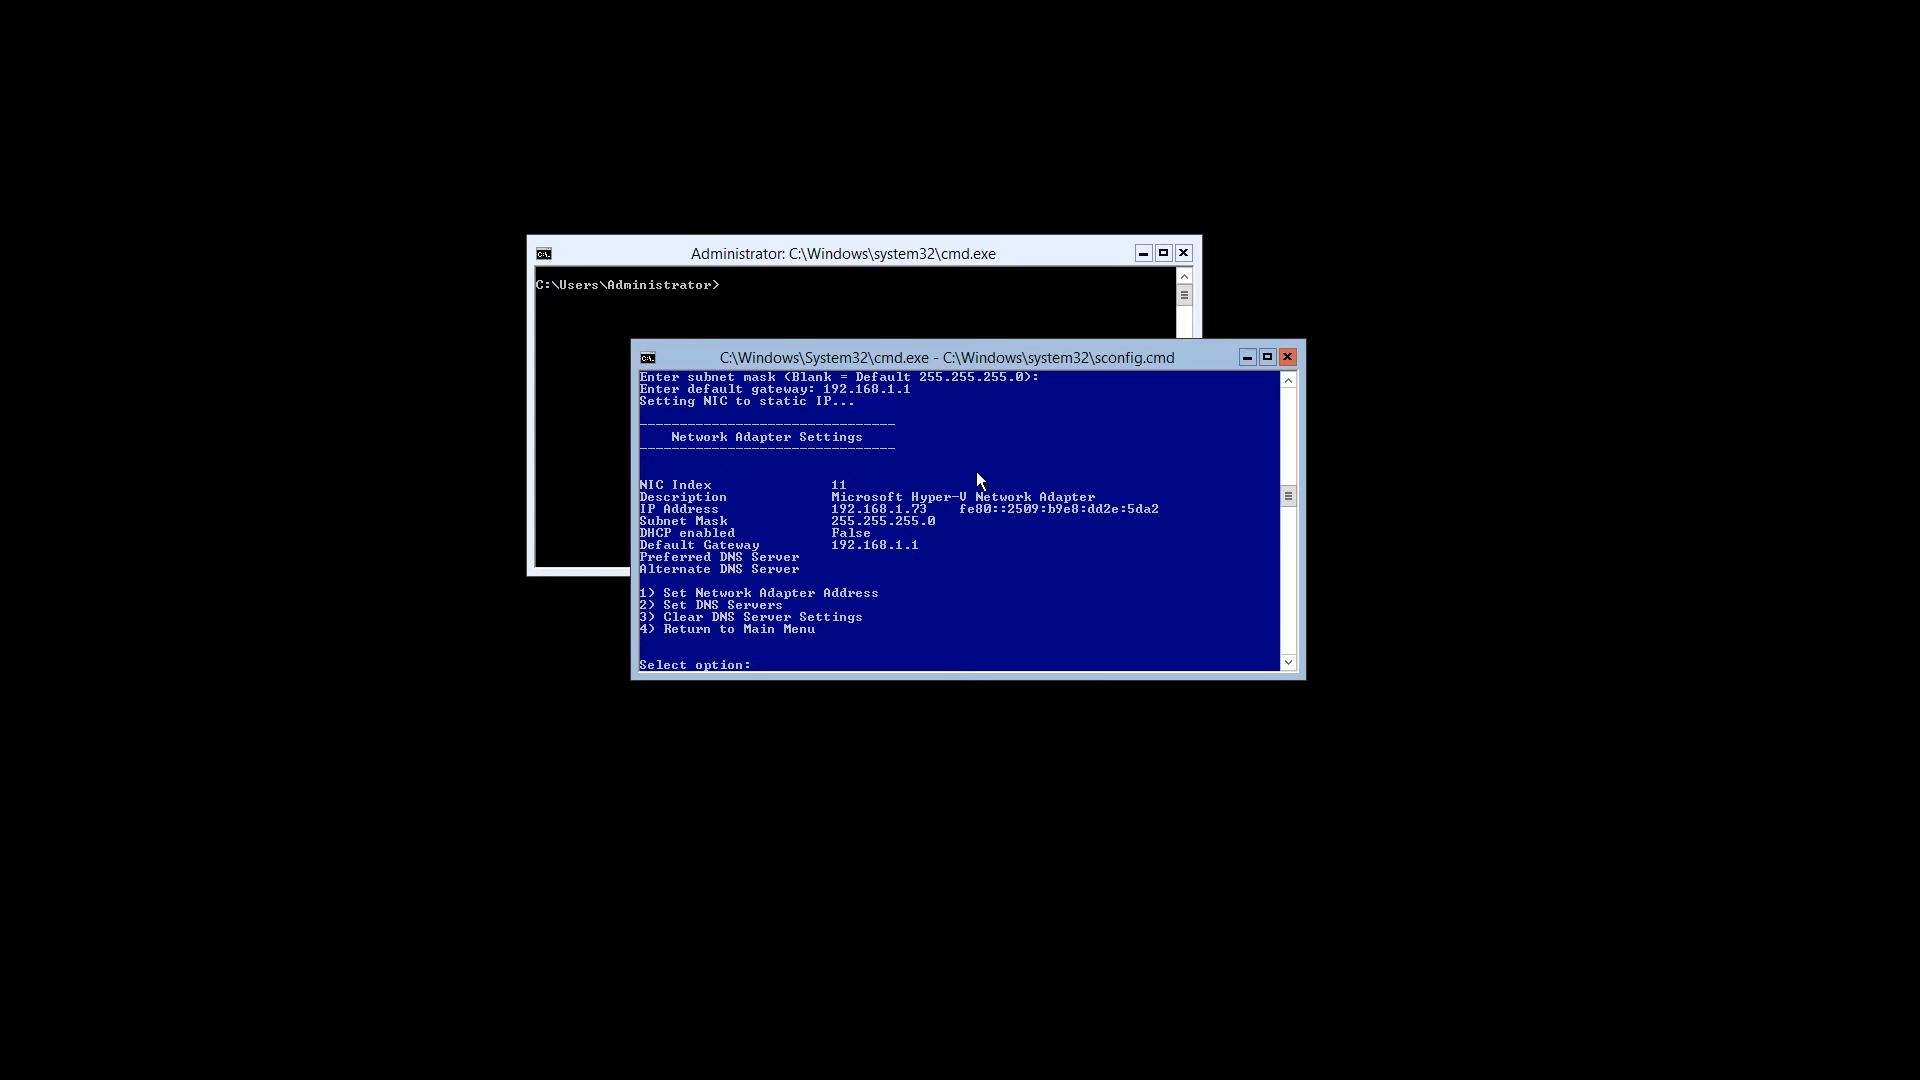 Administrator: C:\Windows\system32\cmd.exe
C:\Users\Administrator>
C:\Windows\System32\cmd.exe - C:\Windows\system32\sconfig.cmd
Enter subnet mask (Blank = Default 255.255.255.0):
Enter default gateway: 192.168.1.1
Setting NIC to static IP...
--------------------------------
    Network Adapter Settings
--------------------------------
NIC Index               11
Description             Microsoft Hyper-V Network Adapter
IP Address              192.168.1.73    fe80::2509:b9e8:dd2e:5da2
Subnet Mask             255.255.255.0
DHCP enabled            False
Default Gateway         192.168.1.1
Preferred DNS Server
Alternate DNS Server
1) Set Network Adapter Address
2) Set DNS Servers
3) Clear DNS Server Settings
4) Return to Main Menu
Select option: